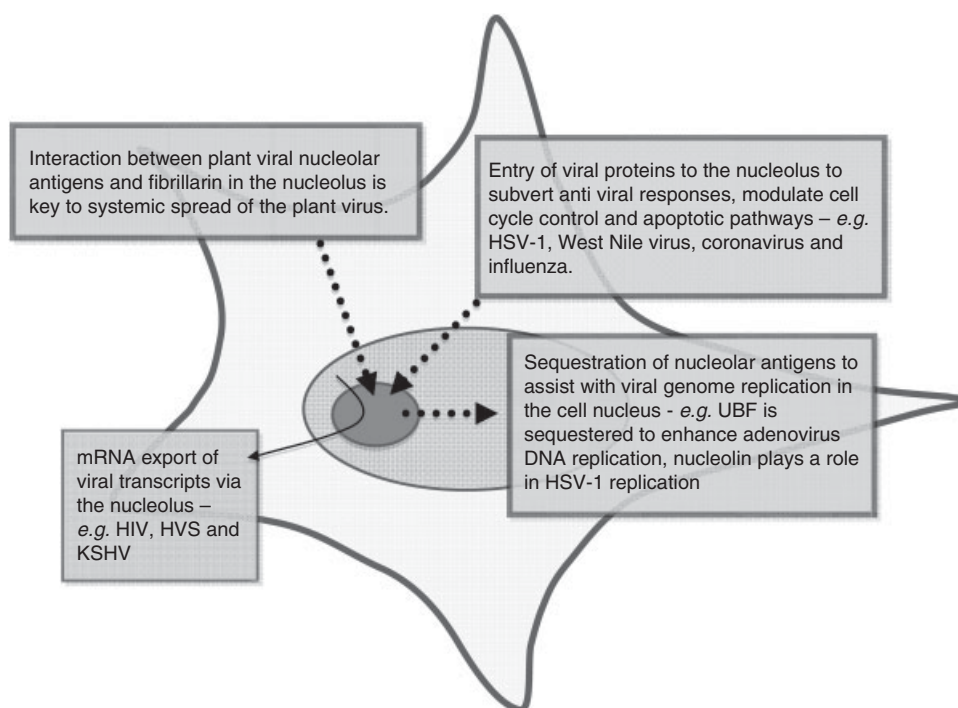 Interaction between plant viral nucleolar
antigens and fibrillarin in the nucleolus is
key to systemic spread of the plant virus.
Entry of viral proteins to the nucleolus to
subvert anti viral responses, modulate cell
cycle control and apoptotic pathways – e.g.
HSV-1, West Nile virus, coronavirus and
influenza.
Sequestration of nucleolar antigens to
assist with viral genome replication in
the cell nucleus - e.g. UBF is
sequestered to enhance adenovirus
DNA replication, nucleolin plays a role
in HSV-1 replication
mRNA export of
viral transcripts via
the nucleolus –
e.g. HIV, HVS and
KSHV